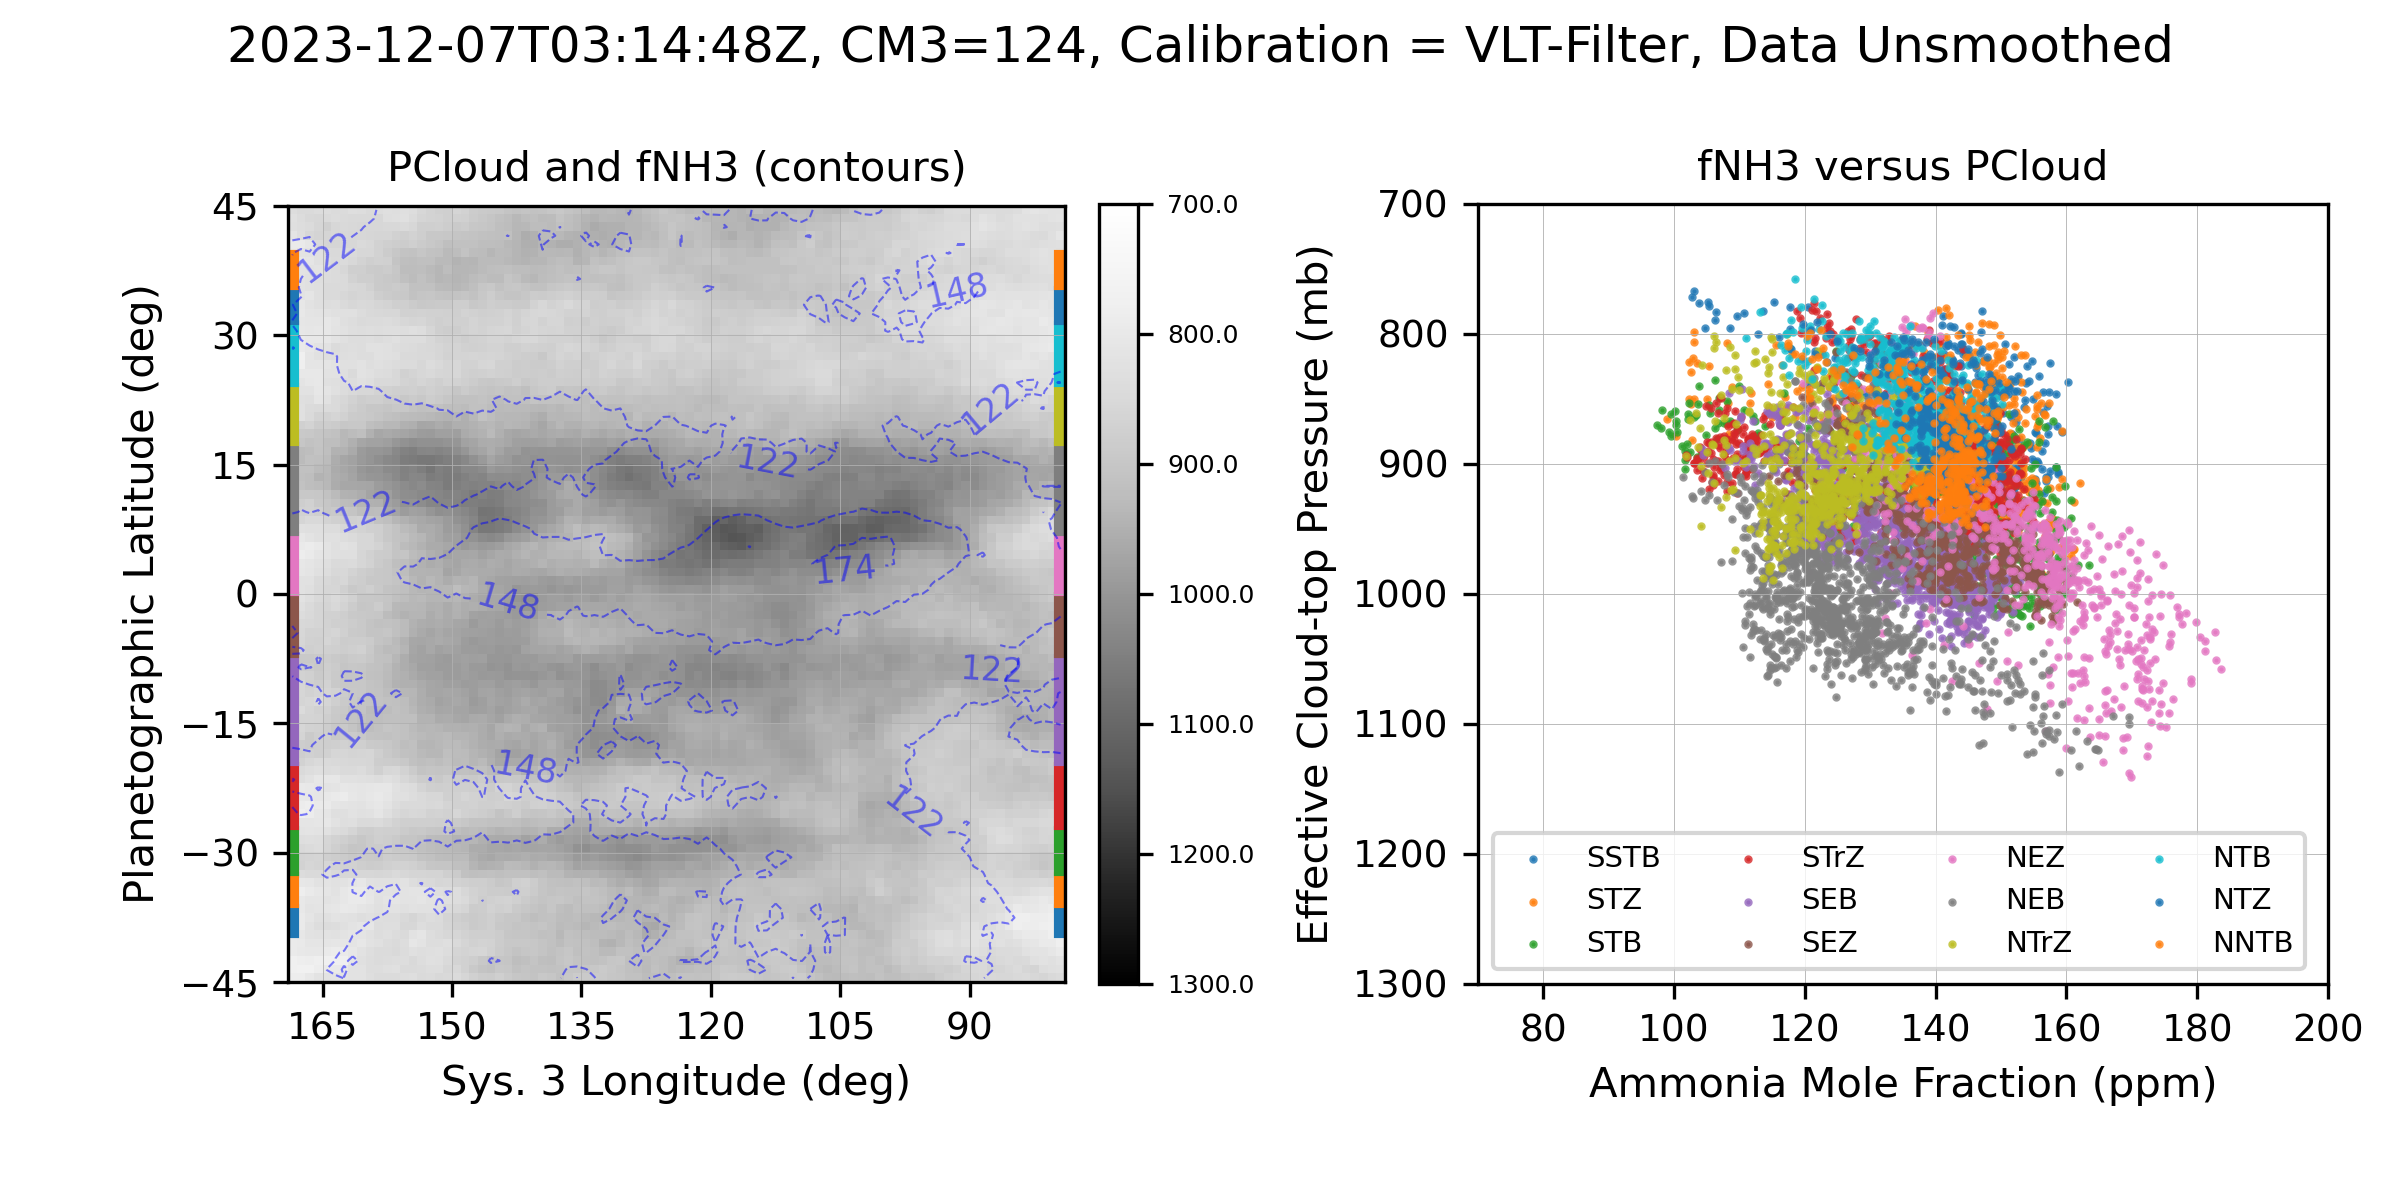 2023-12-07T03:14:48Z, CM3=124, Calibration = VLT-Filter, Data Unsmoothed
PCloud and fNH3 (contours)
Planetographic Latitude (deg)
45
30
15
0
−15
−30
−45
165 150 135 120 105 90
Sys. 3 Longitude (deg)
122
148
122
122
122
148
174
122
122
148
122
700.0
800.0
900.0
1000.0
1100.0
1200.0
1300.0
fNH3 versus PCloud
Effective Cloud-top Pressure (mb)
700
800
900
1000
1100
1200
1300
SSTB STrZ NEZ NTB
STZ SEB NEB NTZ
STB SEZ NTrZ NNTB
80 100 120 140 160 180 200
Ammonia Mole Fraction (ppm)